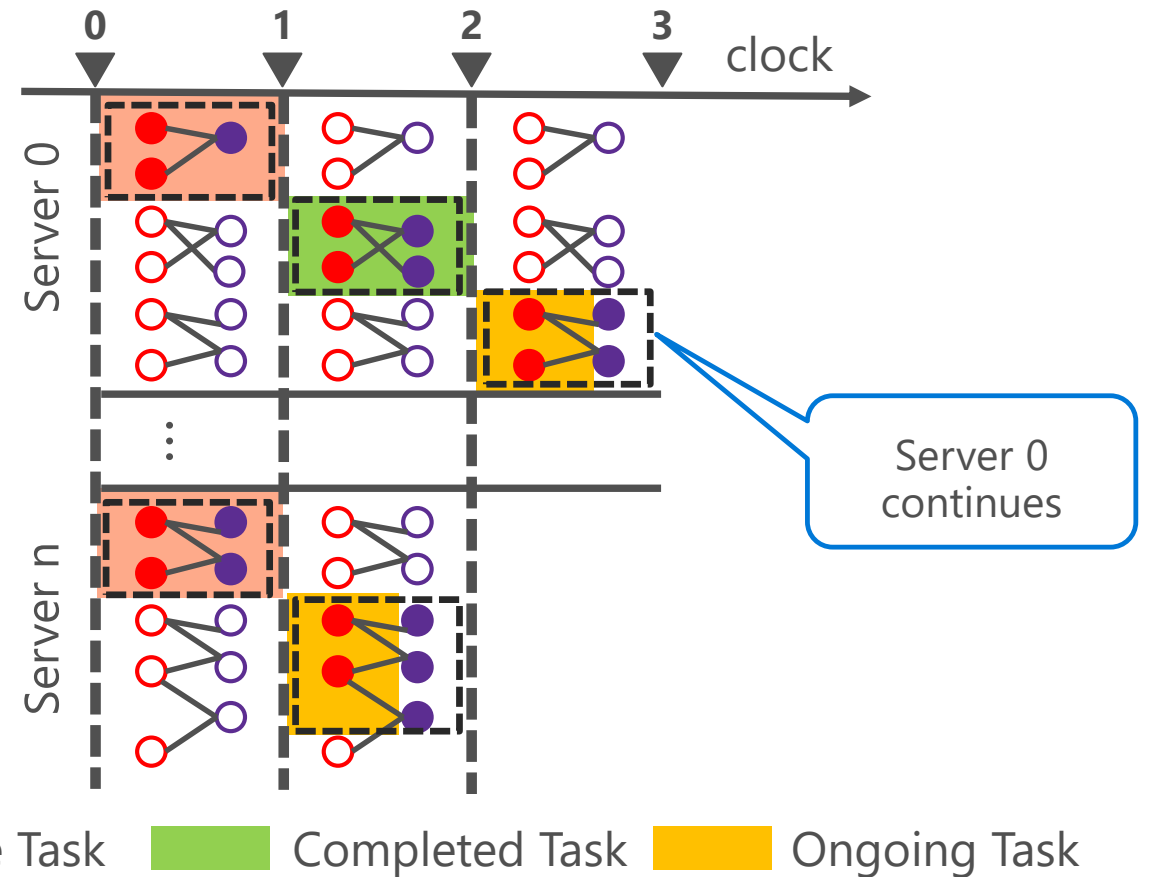 0 1 2 3
clock
Server 0
⋮
Server 0
continues
Server n
Task Completed Task Ongoing Task